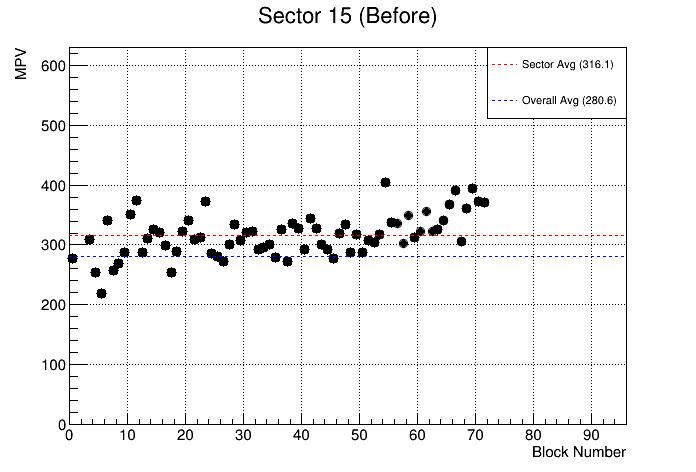 Sector 15 (Before)
MPV
600
500
400
300
200
100
0
Sector Avg (316.1)
Overall Avg (280.6)
0 10 20 30 40 50 60 70 80 90
Block Number